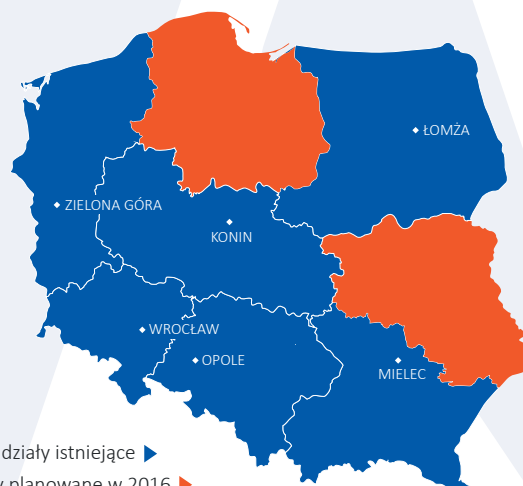 ŁOMŻA
ZIELONA GÓRA
KONIN
WROCŁAW
OPOLE
MIELEC
działy istniejące
y planowane w 2016